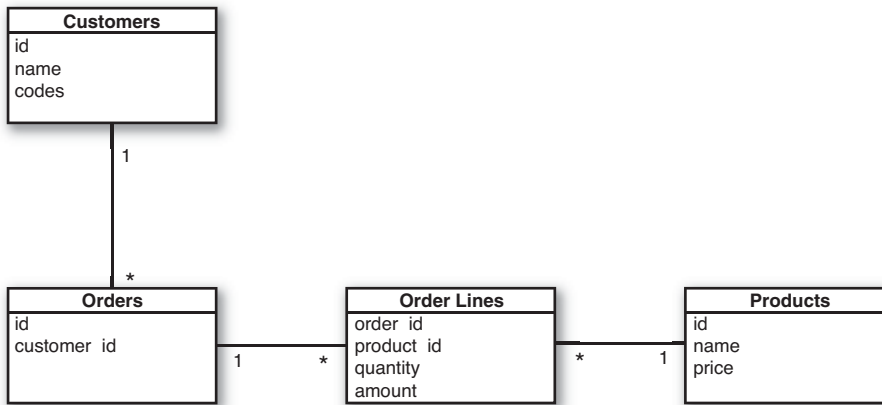 Customers
id
name
codes
1
*
Orders
id
customer id
1
*
Order Lines
order id
product id
quantity
amount
*
1
Products
id
name
price